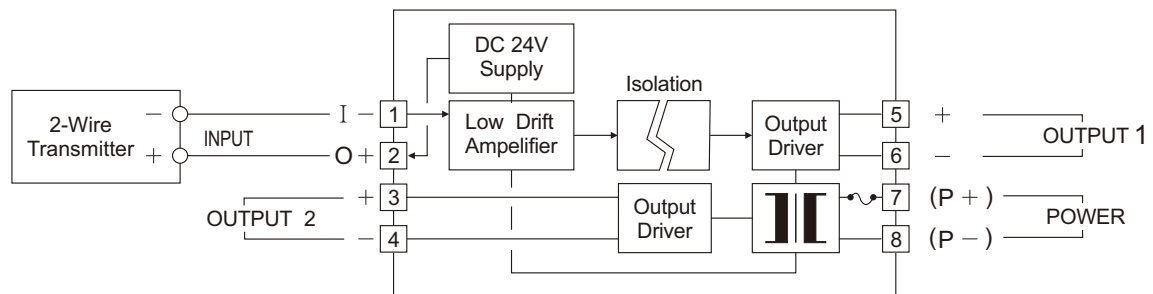 DC 24V
Supply
Isolation
2-Wire
Transmitter
−
+
INPUT
I −
O +
1
2
Low Drift
Ampelifier
Output
Driver
5
6
+
−
OUTPUT 1
OUTPUT 2
+
−
3
4
Output
Driver
7
8
(P +)
(P −)
POWER